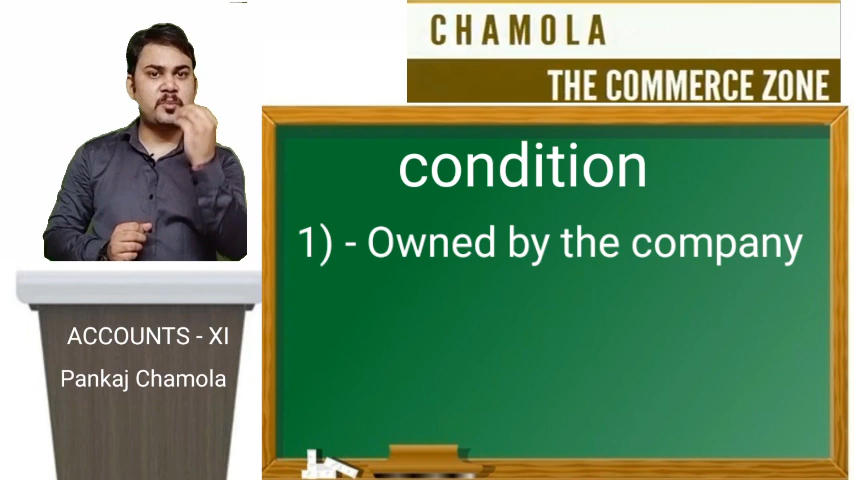 CHAMOLA
THE COMMERCE ZONE
condition
1) - Owned by the company
ACCOUNTS - XI
Pankaj Chamola